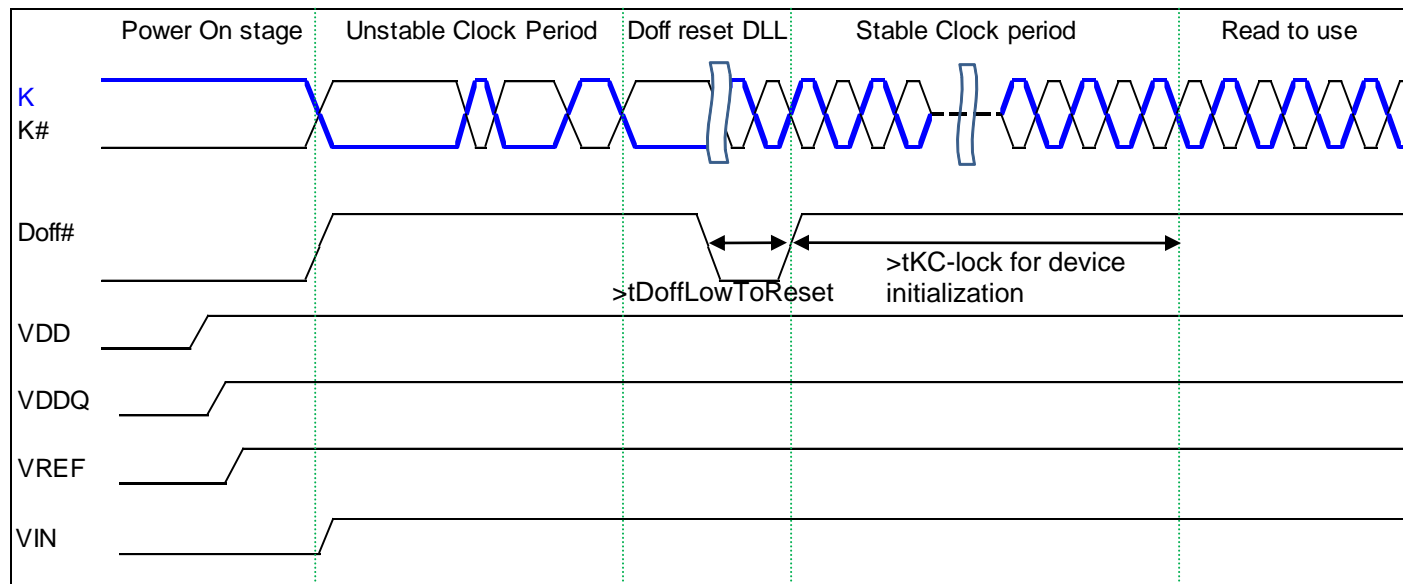 Power On stage
Unstable Clock Period
Doff reset DLL
Stable Clock period
Read to use
K
K#
Doff#
>tDoffLowToReset
>tKC-lock for device
initialization
VDD
VDDQ
VREF
VIN